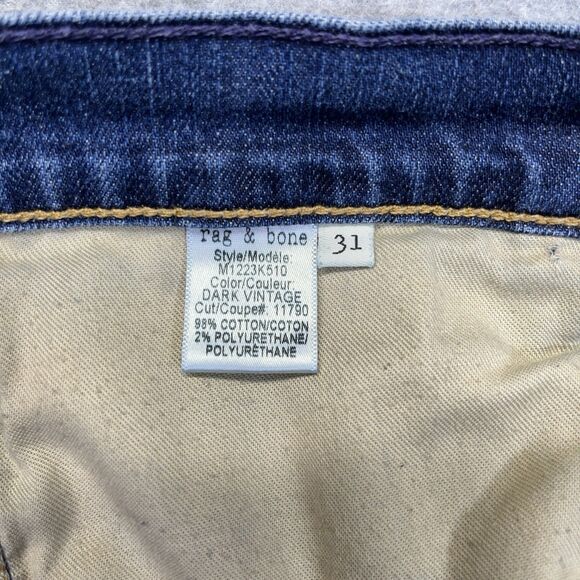 rag & bone
31
Style/Modèle:
M1223K510
Color/Couleur:
DARK VINTAGE
Cut/Coupe#: 11790
98% COTTON/COTON
2% POLYURETHANE/
POLYURÉTHANE